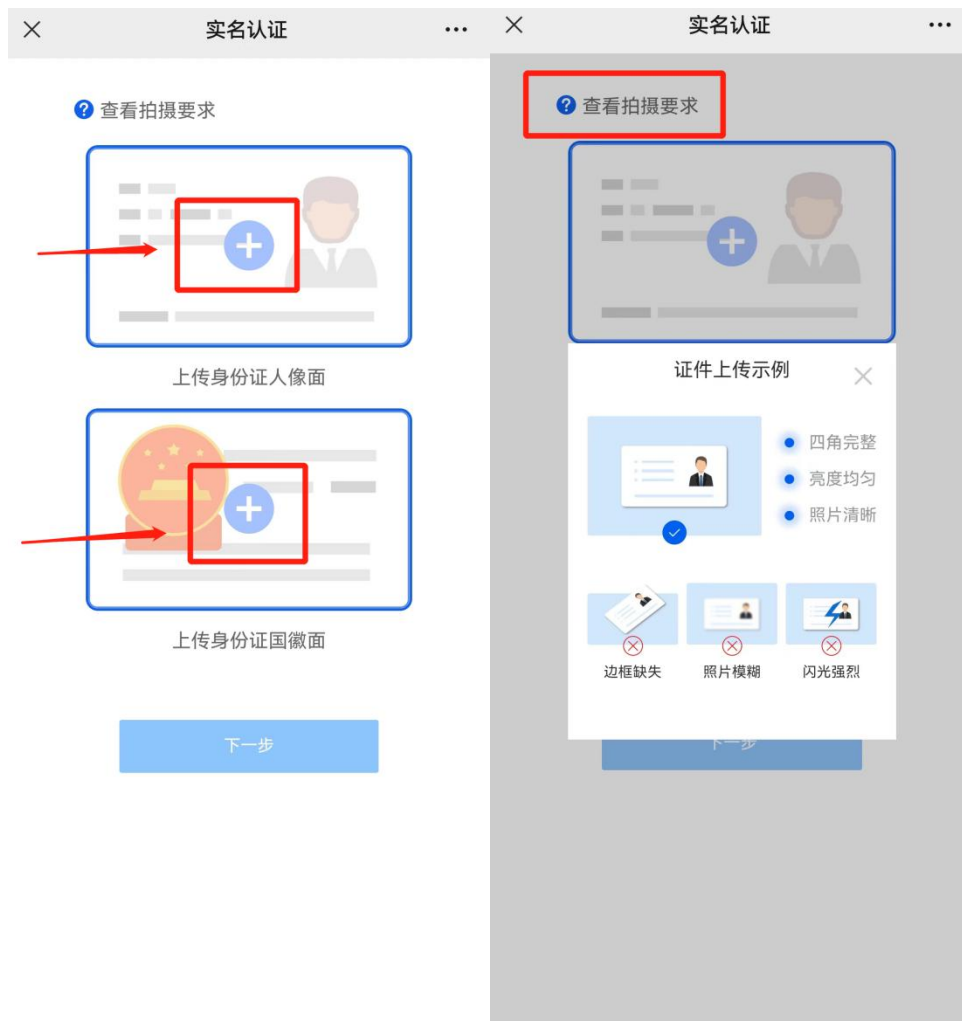 实名认证
查看拍摄要求
上传身份证人像面
上传身份证国徽面
下一步
实名认证
查看拍摄要求
证件上传示例
四角完整
亮度均匀
照片清晰
边框缺失
照片模糊
闪光强烈
下一步